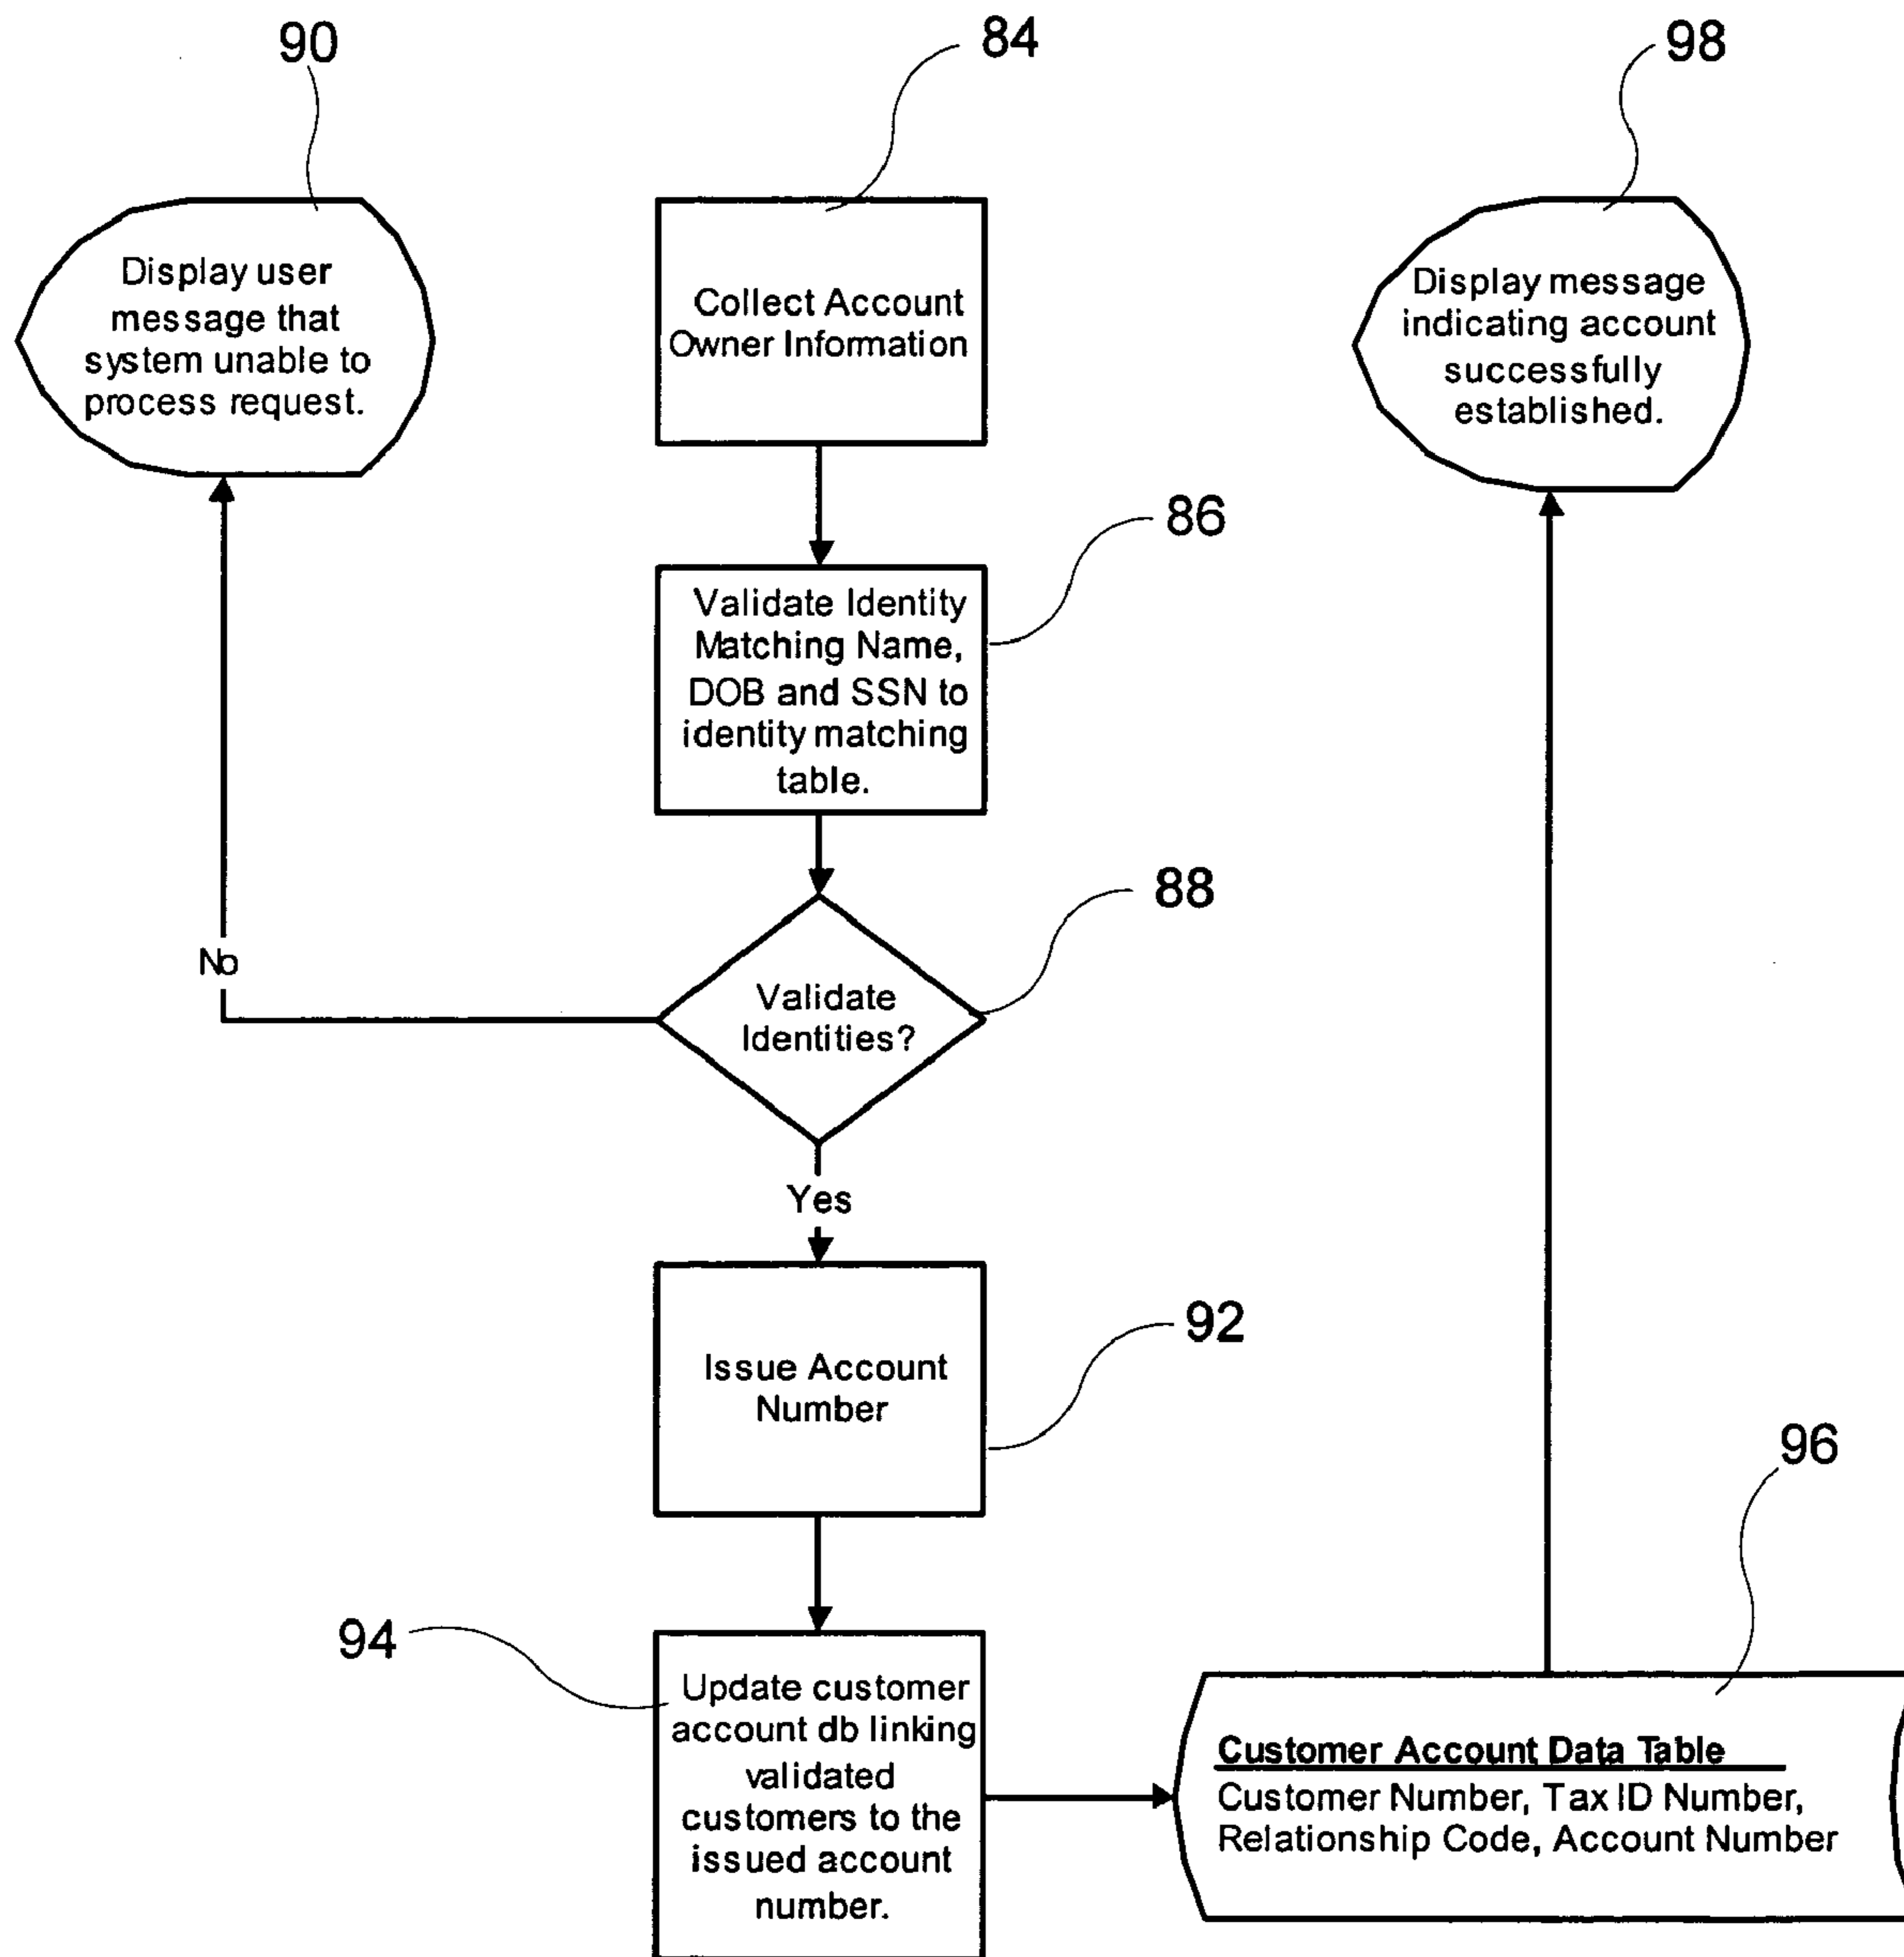 90
84
98
Display user
message that
system unable to
process request.
Collect Account
Owner Information
Display message
indicating account
successfully
established.
86
Validate Identity
Matching Name,
DOB and SSN to
identity matching
table.
88
No
Validate
Identities?
Yes
92
Issue Account
Number
96
94
Update customer
account db linking
validated
customers to the
issued account
number.
Customer Account Data Table
Customer Number, Tax ID Number,
Relationship Code, Account Number